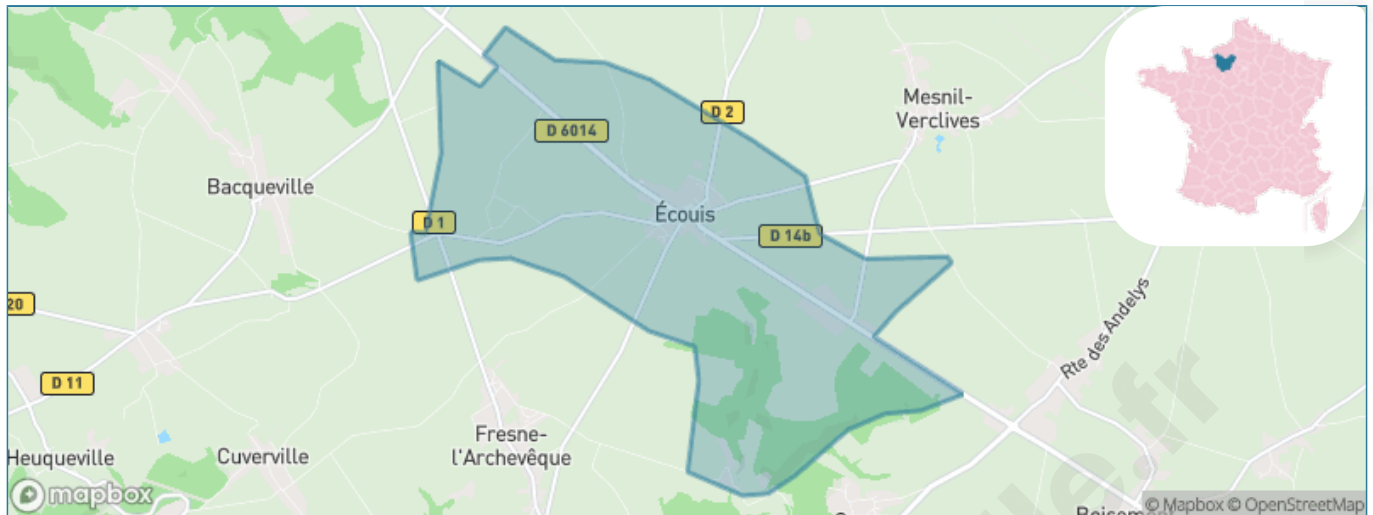 D 2
Mesnil-
Verclives
D 6014
Bacqueville
Écouis
D 1
D 14b
20
Rte des Andelys
D 11
Fresne-
l'Archevêque
Heuqueville
Cuverville
mapbox
© Mapbox © OpenStreetMap